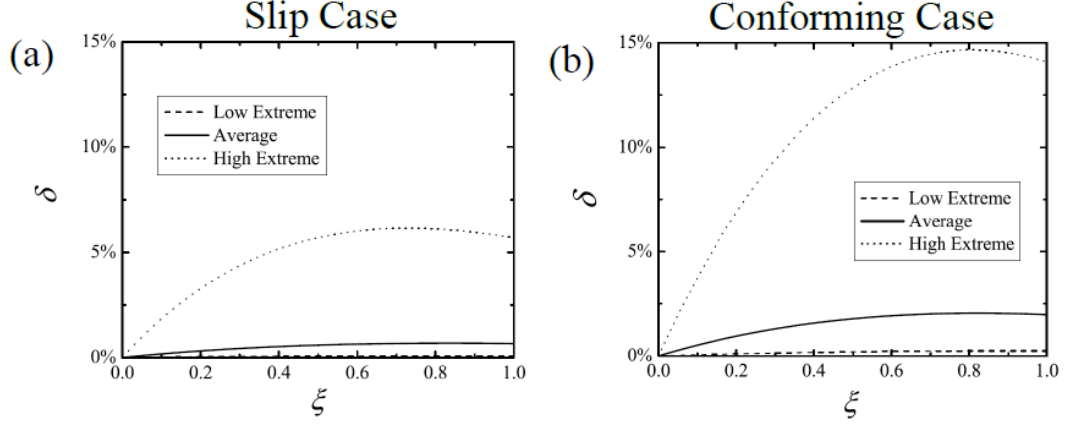 Slip Case
Conforming Case
(a)
15%
10%
5%
0%
δ
Low Extreme
Average
High Extreme
0.0 0.2 0.4 0.6 0.8 1.0
ξ
(b)
15%
10%
5%
0%
δ
Low Extreme
Average
High Extreme
0.0 0.2 0.4 0.6 0.8 1.0
ξ